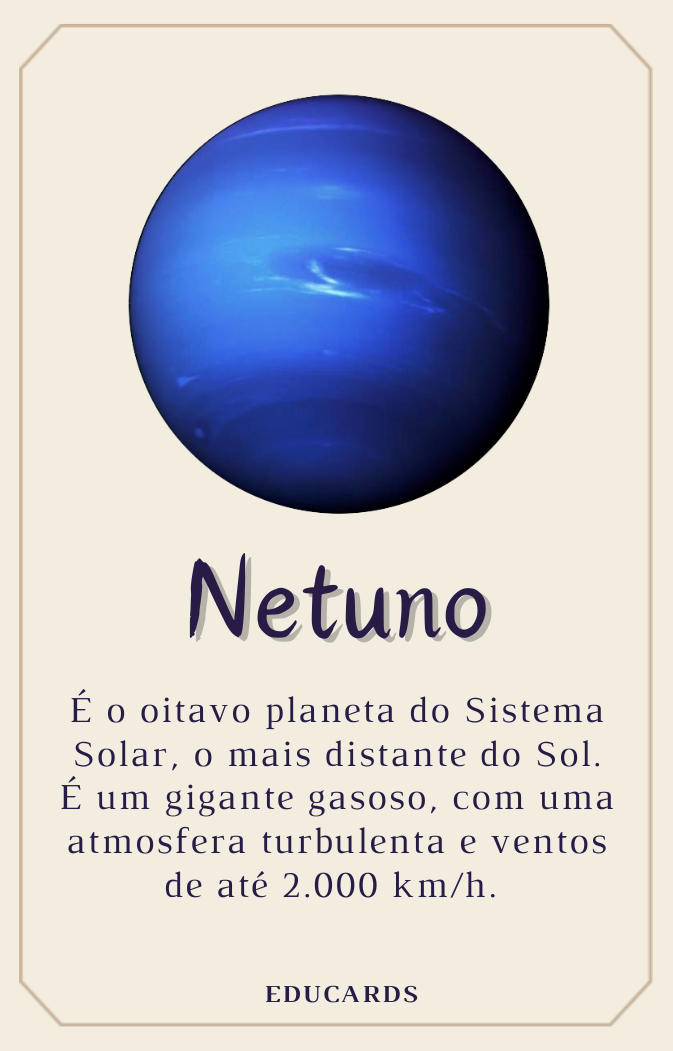 Netuno
É o oitavo planeta do Sistema
Solar, o mais distante do Sol.
É um gigante gasoso, com uma
atmosfera turbulenta e ventos
de até 2.000 km/h.
EDUCARDS